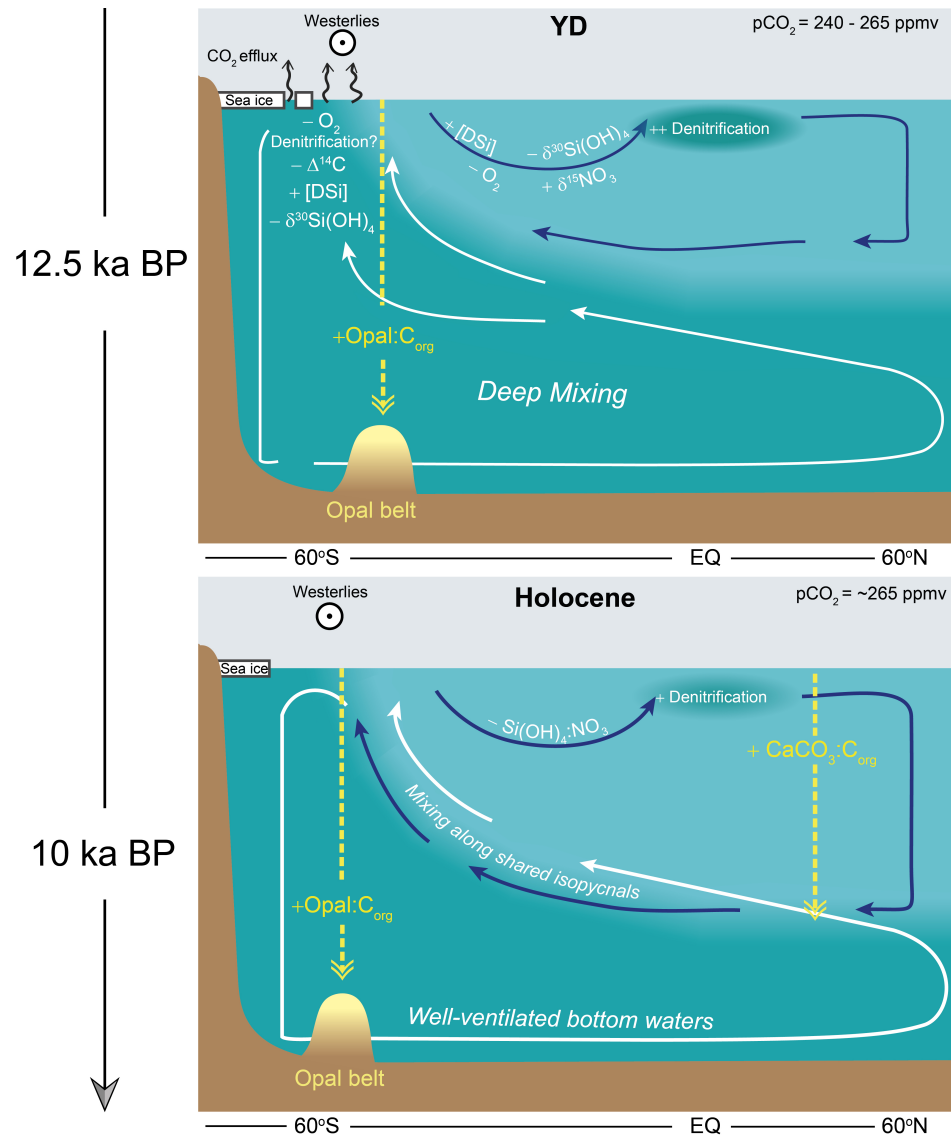 Westerlies
YD
pCO₂ = 240 - 265 ppmv
CO₂ efflux
Sea ice
− O₂
Denitrification?
− Δ¹⁴C
+ [DSi]
− δ³⁰Si(OH)₄
+ [DSi]
− O₂
− δ³⁰Si(OH)₄
+ δ¹⁵NO₃
++ Denitrification
12.5 ka BP
+Opal:Corg
Deep Mixing
Opal belt
60°S
EQ
60°N
Westerlies
Holocene
pCO₂ = ~265 ppmv
Sea ice
− Si(OH)₄:NO₃
+ Denitrification
+ CaCO₃:Corg
Mixing along shared isopycnals
10 ka BP
+Opal:Corg
Well-ventilated bottom waters
Opal belt
60°S
EQ
60°N